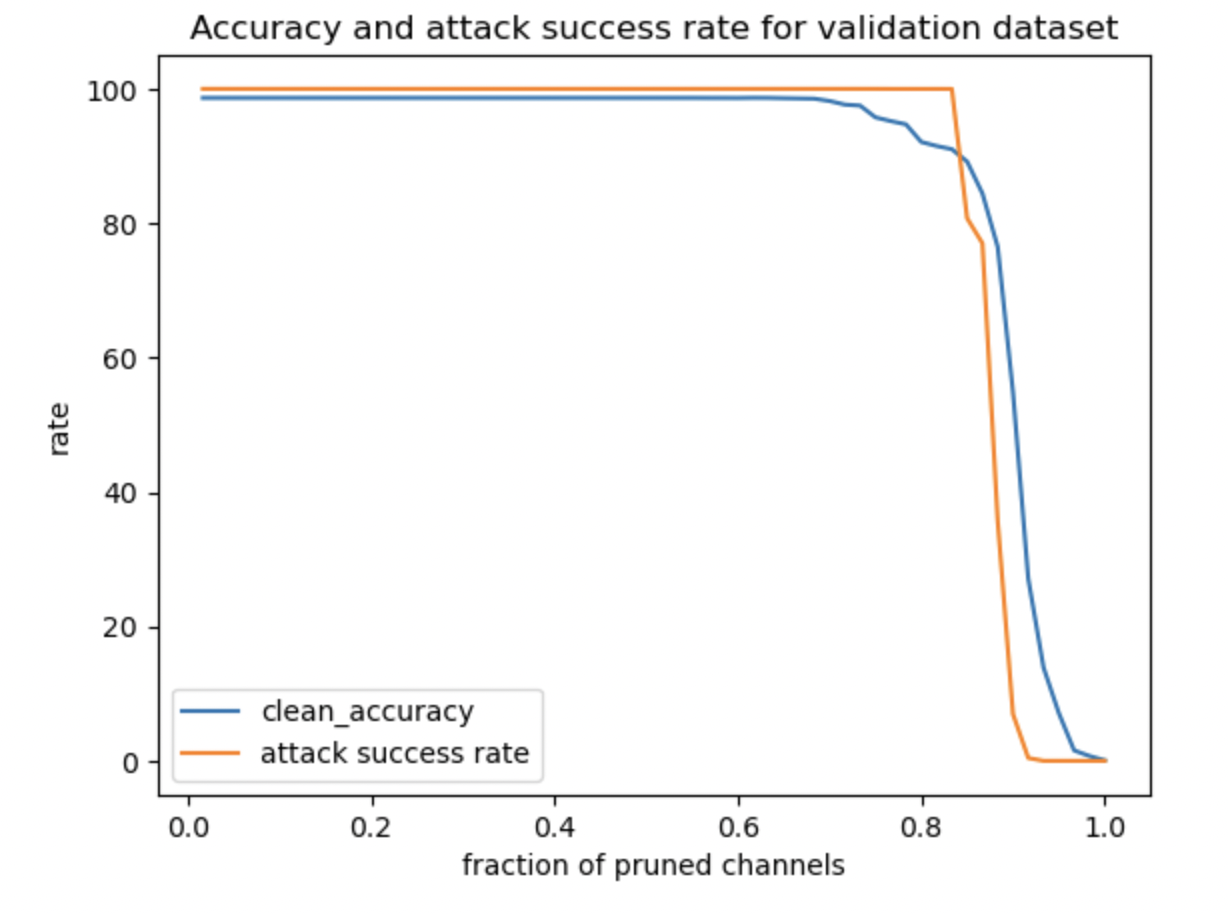 Accuracy and attack success rate for validation dataset
100
80
60
40
20
0
rate
clean_accuracy
attack success rate
0.0 0.2 0.4 0.6 0.8 1.0
fraction of pruned channels